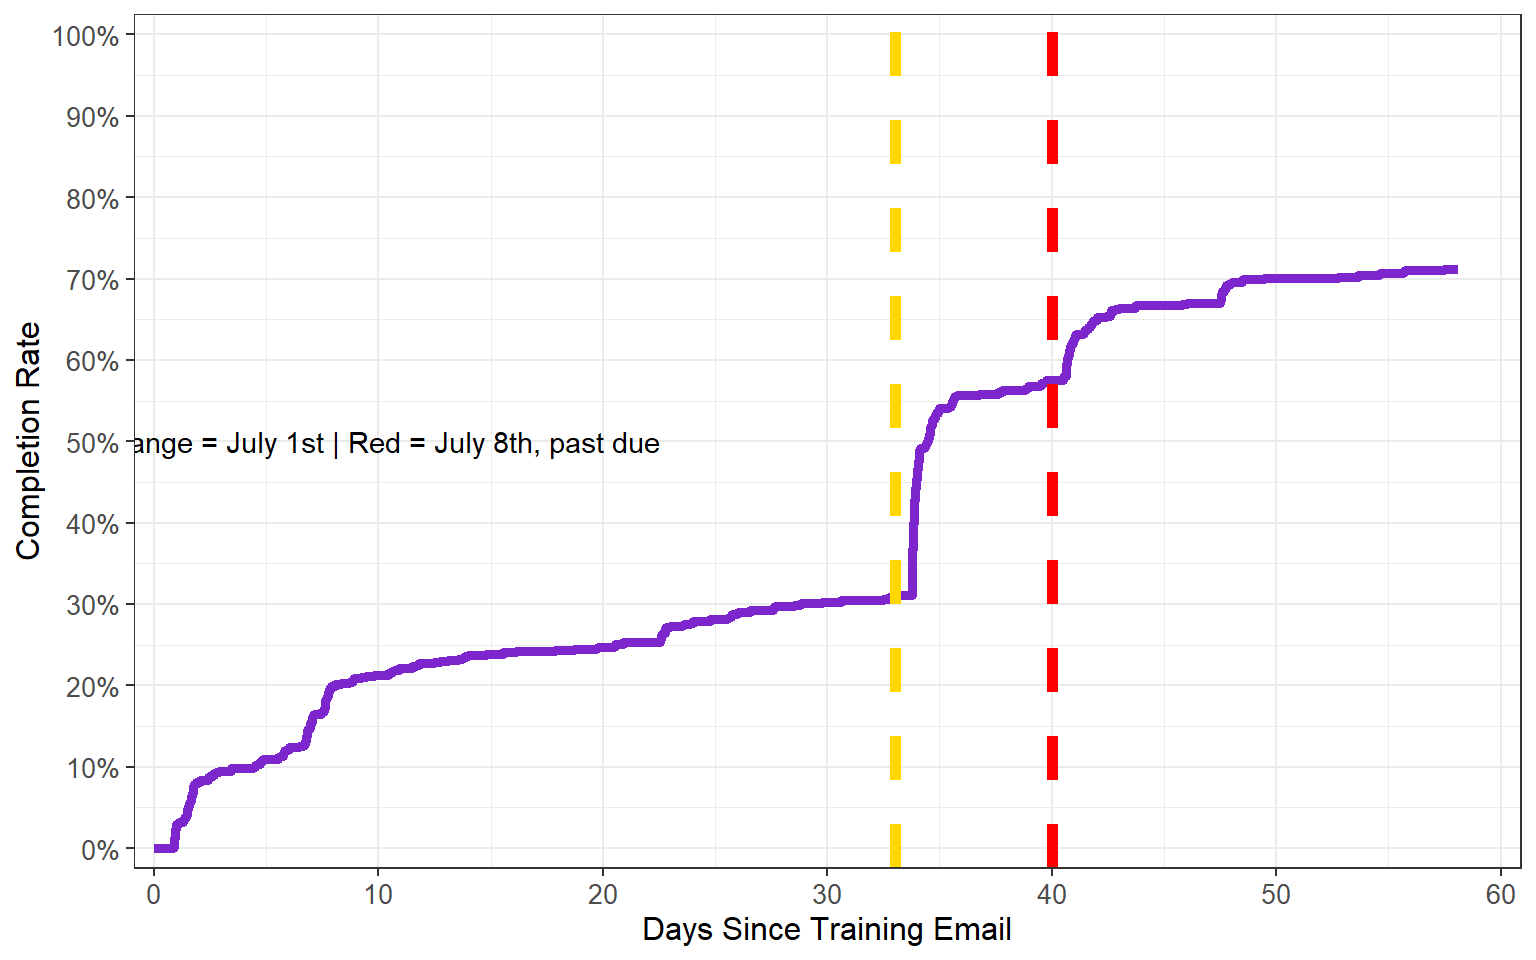 100%
90%
80%
70%
60%
50%
40%
30%
20%
10%
0%
Completion Rate
ange = July 1st | Red = July 8th, past due
0 10 20 30 40 50 60
Days Since Training Email